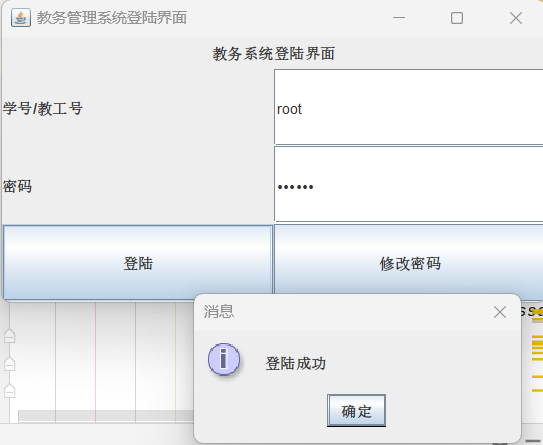 教务管理系统登陆界面
教务系统登陆界面
学号/教工号
root
密码
••••••
登陆
修改密码
消息
登陆成功
确定